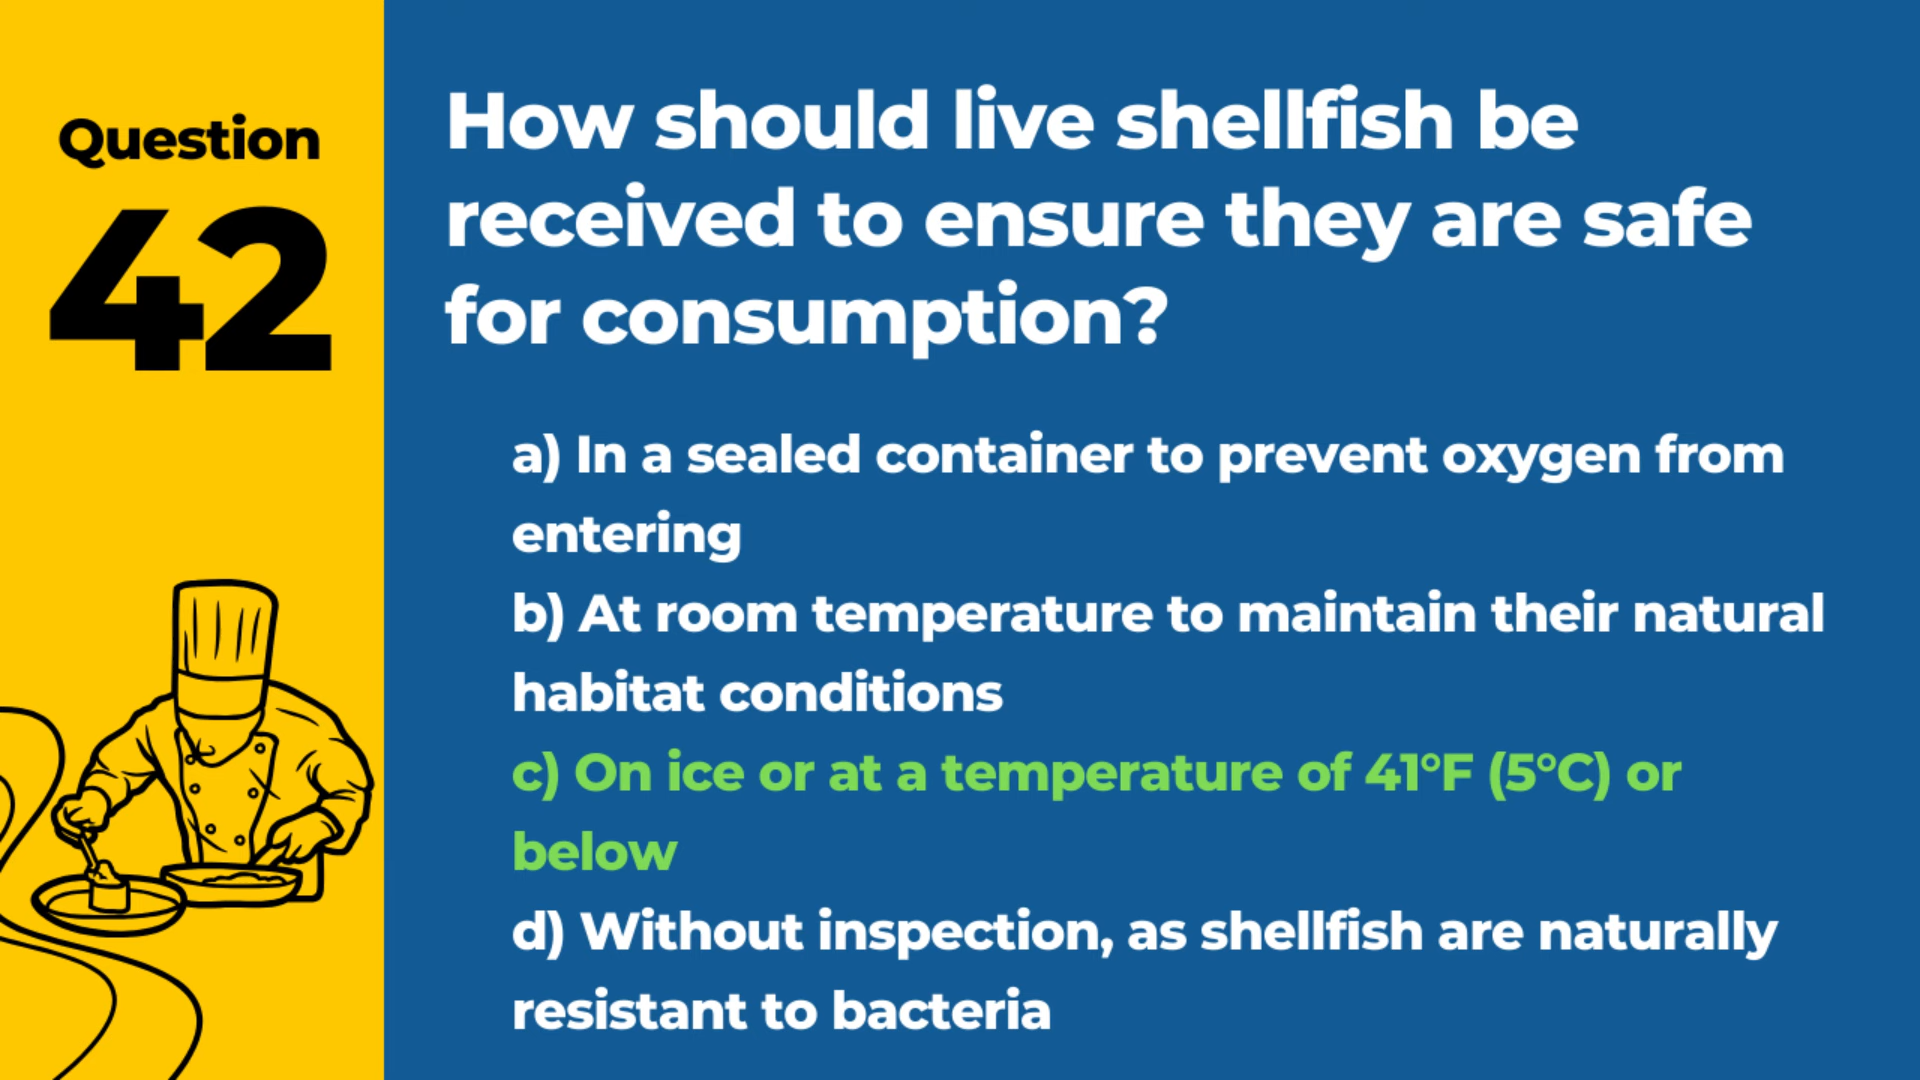 Question
42
How should live shellfish be
received to ensure they are safe
for consumption?
a) In a sealed container to prevent oxygen from
entering
b) At room temperature to maintain their natural
habitat conditions
c) On ice or at a temperature of 41°F (5°C) or
below
d) Without inspection, as shellfish are naturally
resistant to bacteria